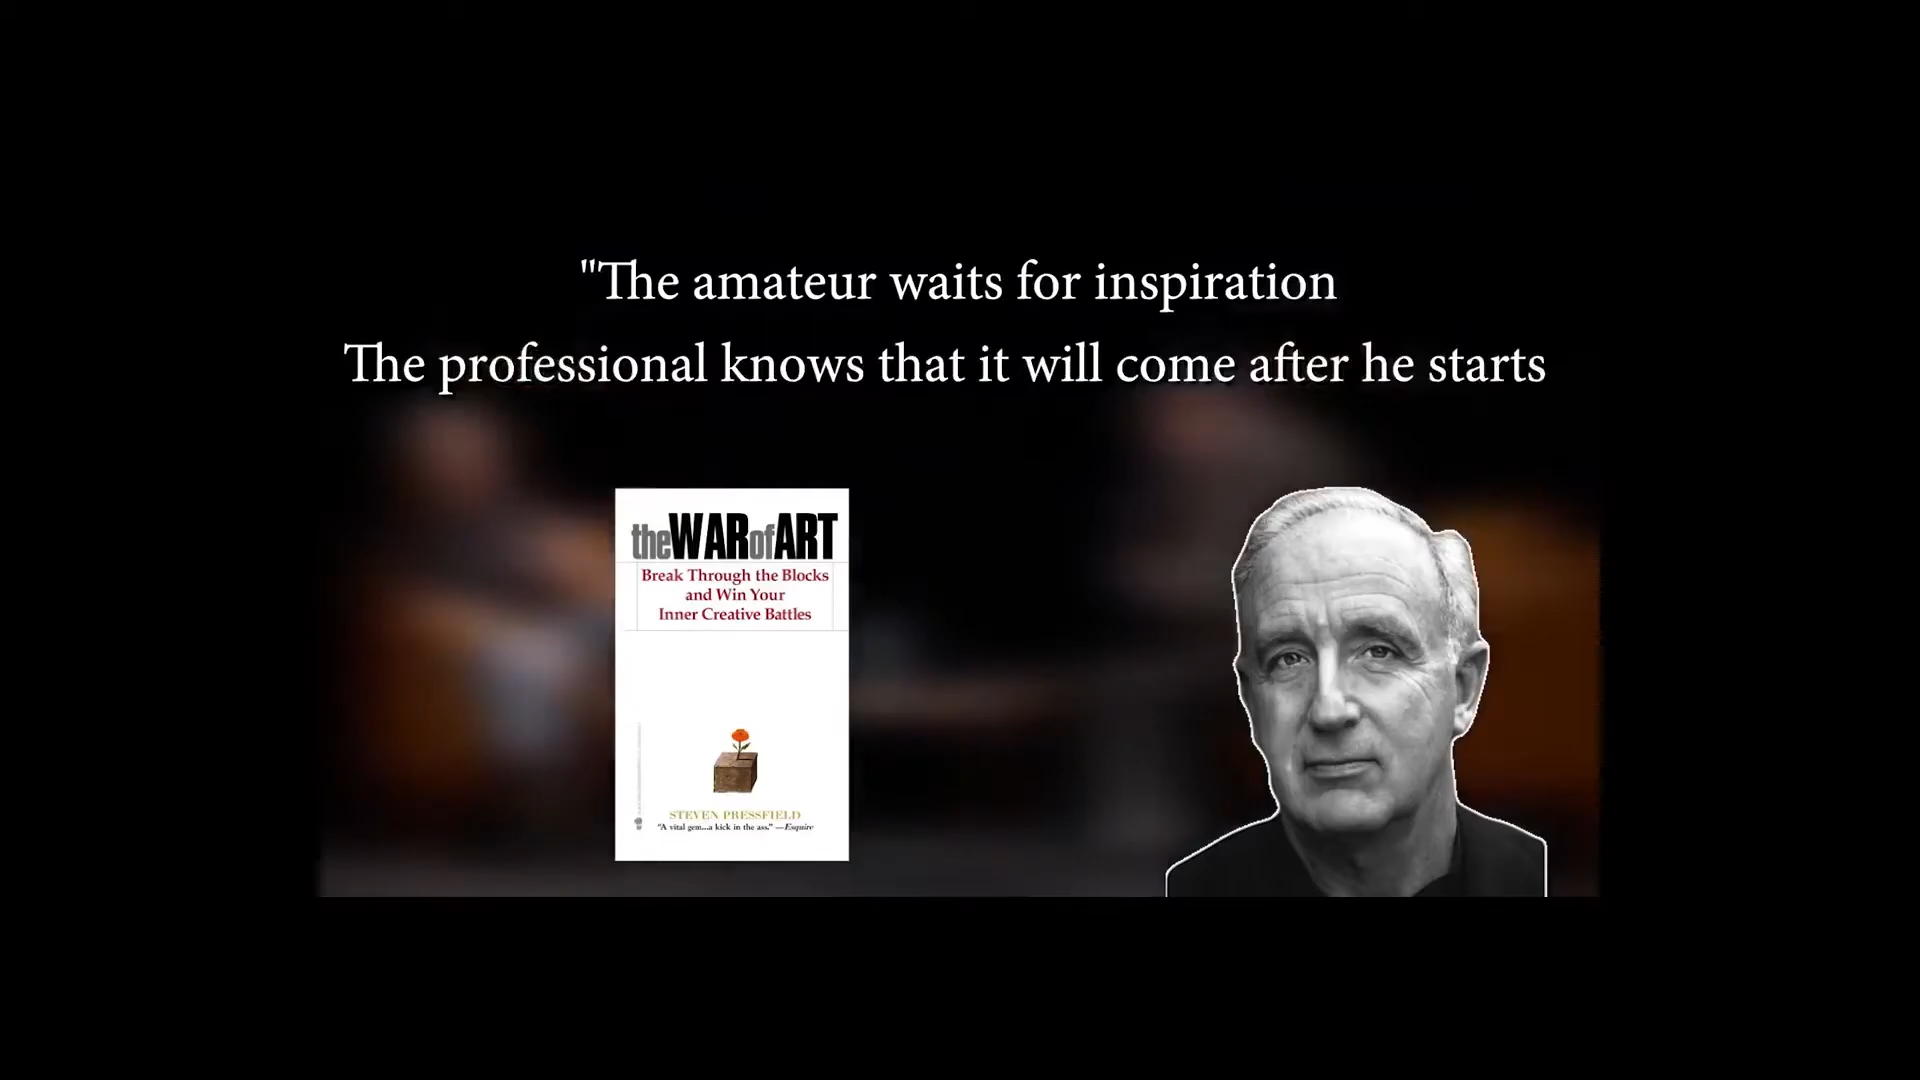 "The amateur waits for inspiration
The professional knows that it will come after he starts
theWARofART
Break Through the Blocks
and Win Your
Inner Creative Battles
STEVEN PRESSFIELD
"A vital gem...a kick in the ass." —Esquire